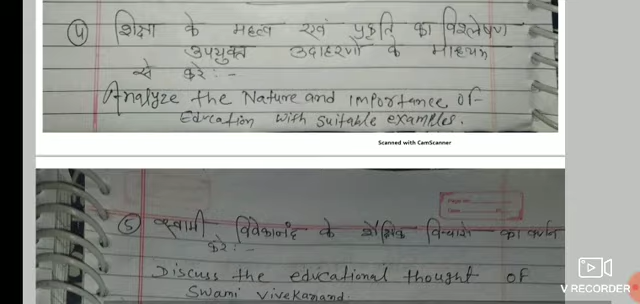 4 शिक्षा के महत्व एवं प्रकृति का विश्लेषण
उपयुक्त उदाहरणों के माध्यम
से करे:-
Analyze the Nature and importance of
Education with suitable examples.
Scanned with CamScanner
5 स्वामी विवेकानंद के शैक्षिक विचारों का वर्णन
करे:-
Discuss the educational thought of
Swami Vivekanand.
V RECORDER